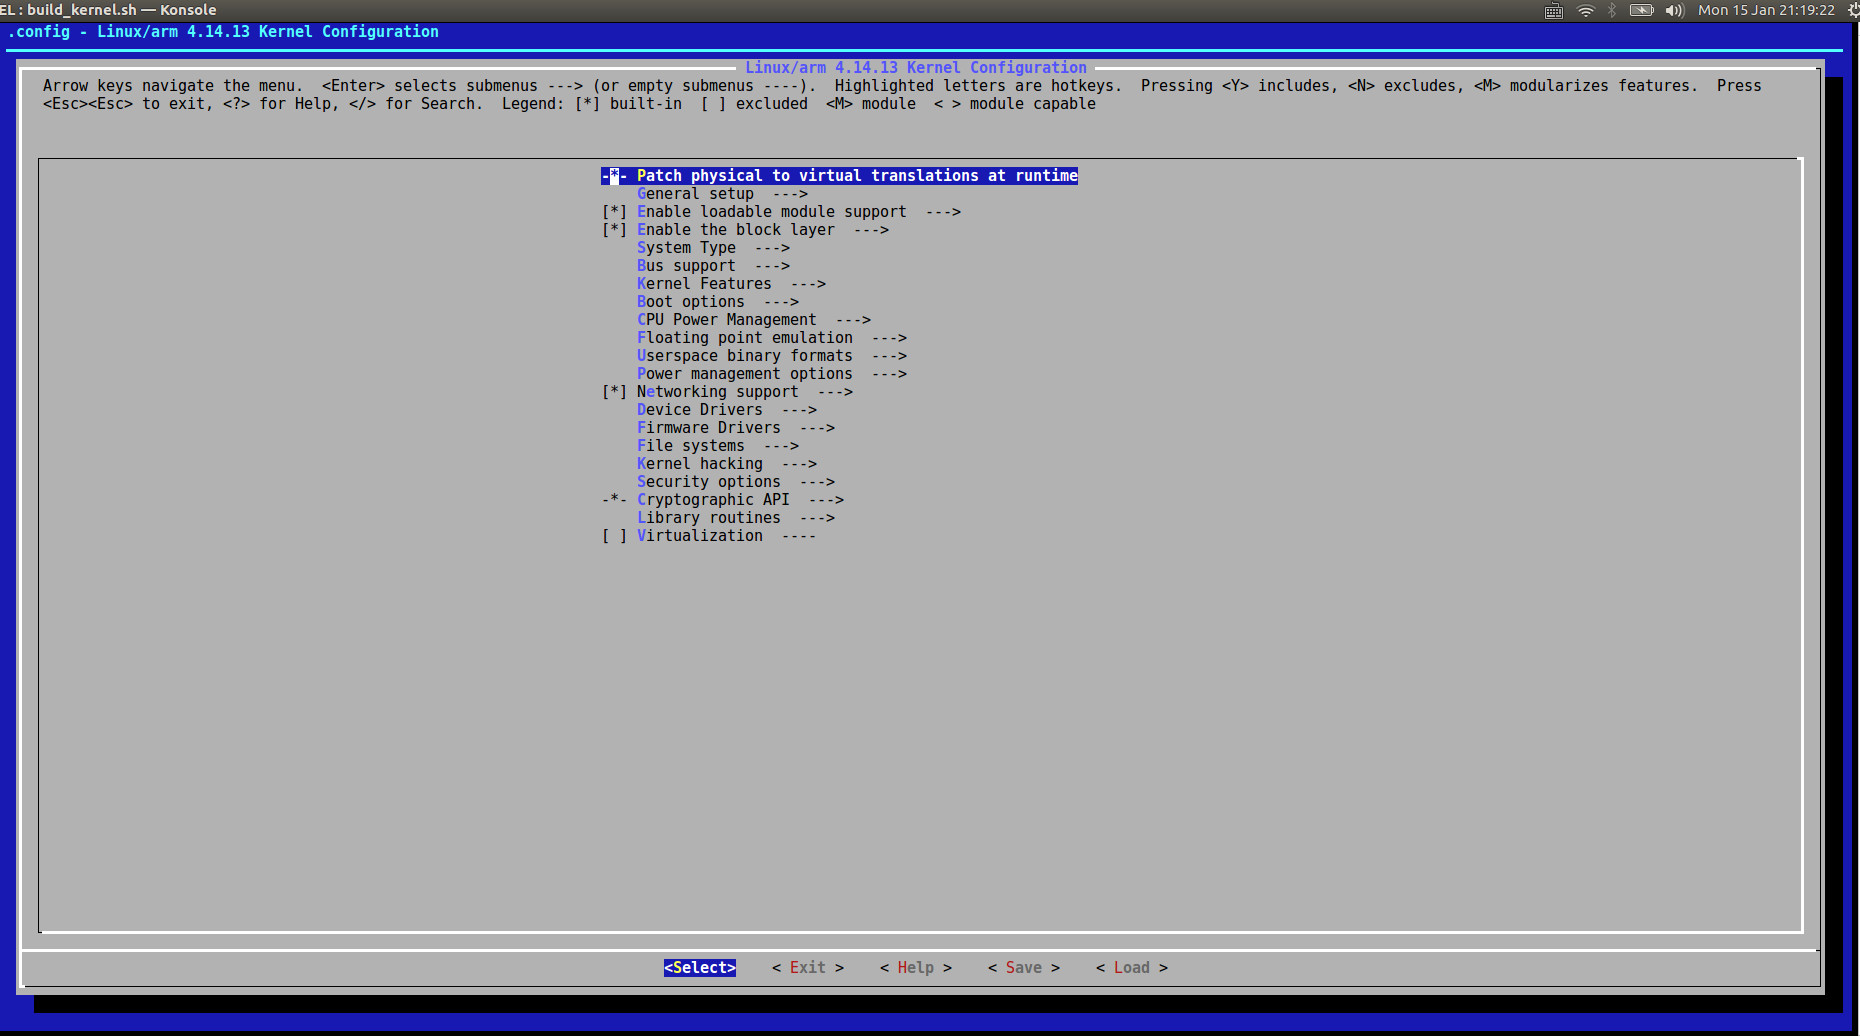 EL : build_kernel.sh — Konsole
Mon 15 Jan 21:19:22
.config - Linux/arm 4.14.13 Kernel Configuration
Linux/arm 4.14.13 Kernel Configuration
Arrow keys navigate the menu.  <Enter> selects submenus ---> (or empty submenus ----).  Highlighted letters are hotkeys.  Pressing <Y> includes, <N> excludes, <M> modularizes features.  Press
<Esc><Esc> to exit, <?> for Help, </> for Search.  Legend: [*] built-in  [ ] excluded  <M> module  < > module capable
-*- Patch physical to virtual translations at runtime
General setup  --->
[*] Enable loadable module support  --->
[*] Enable the block layer  --->
System Type  --->
Bus support  --->
Kernel Features  --->
Boot options  --->
CPU Power Management  --->
Floating point emulation  --->
Userspace binary formats  --->
Power management options  --->
[*] Networking support  --->
Device Drivers  --->
Firmware Drivers  --->
File systems  --->
Kernel hacking  --->
Security options  --->
-*- Cryptographic API  --->
Library routines  --->
[ ] Virtualization  ----
<Select>    < Exit >    < Help >    < Save >    < Load >